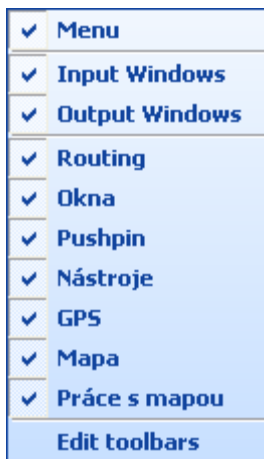 Menu
Input Windows
Output Windows
Routing
Okna
Pushpin
Nástroje
GPS
Mapa
Práce s mapou
Edit toolbars